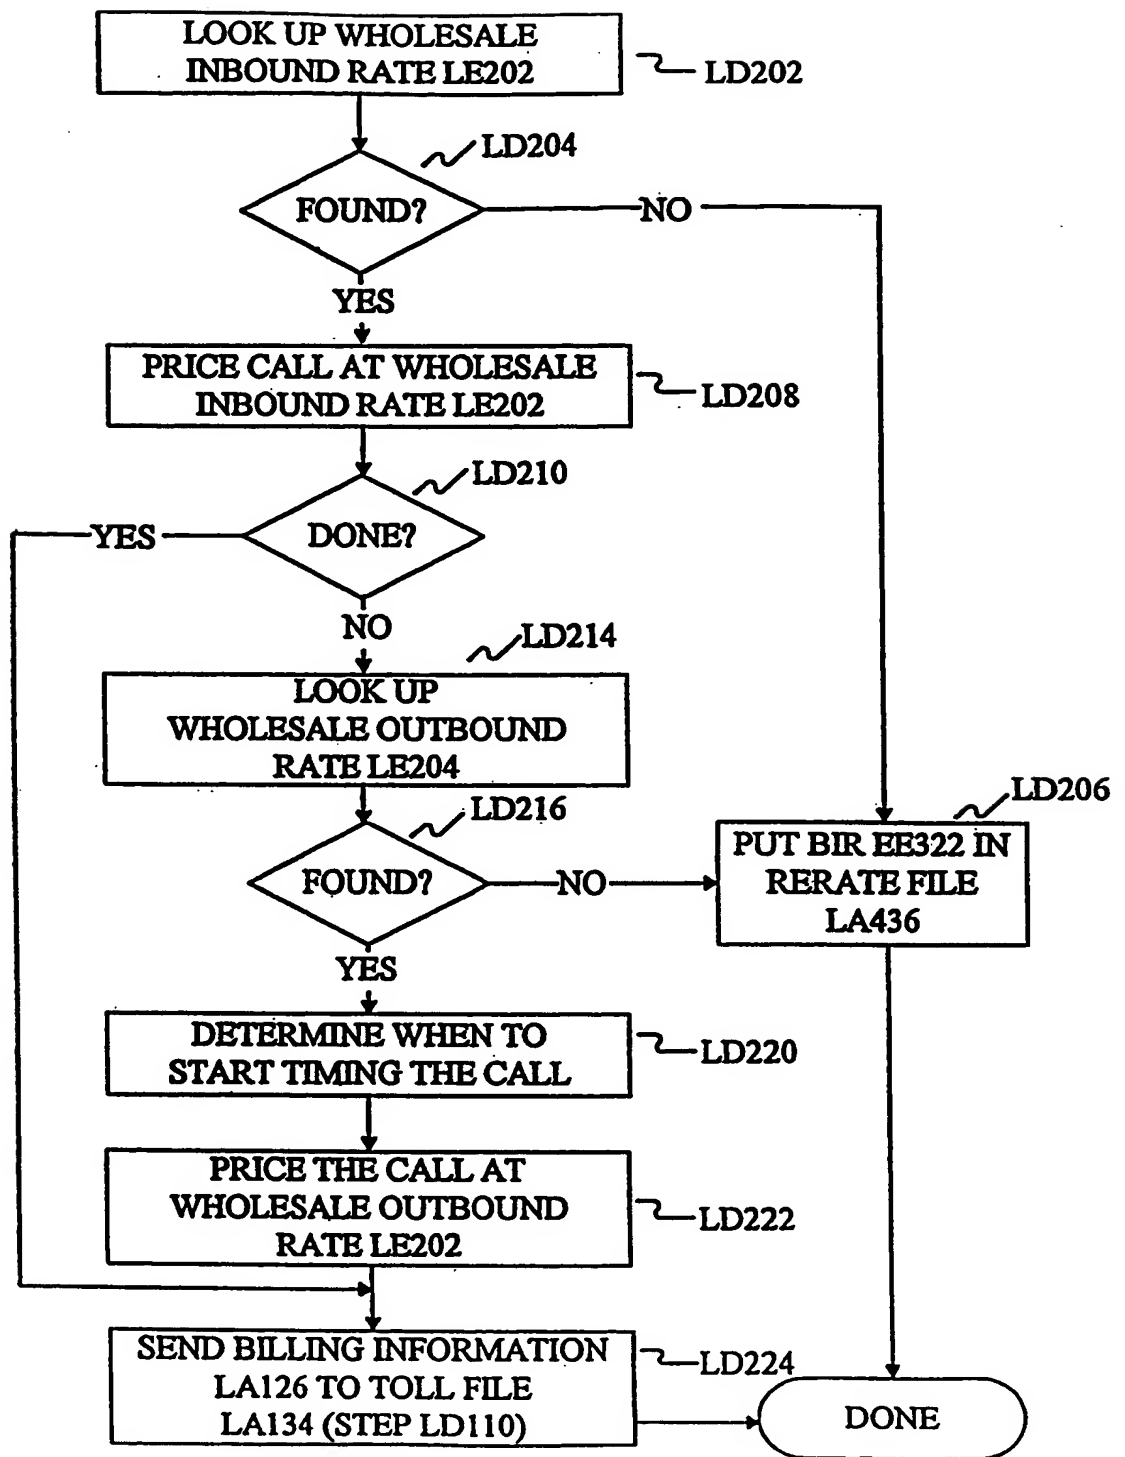 LOOK UP WHOLESALE
INBOUND RATE LE202
LD202
LD204
FOUND?
NO
YES
PRICE CALL AT WHOLESALE
INBOUND RATE LE202
LD208
LD210
YES
DONE?
NO
LD214
LOOK UP
WHOLESALE OUTBOUND
RATE LE204
LD216
LD206
FOUND?
NO
PUT BIR EE322 IN
RERATE FILE
LA436
YES
DETERMINE WHEN TO
START TIMING THE CALL
LD220
PRICE THE CALL AT
WHOLESALE OUTBOUND
RATE LE202
LD222
SEND BILLING INFORMATION
LA126 TO TOLL FILE
LA134 (STEP LD110)
LD224
DONE